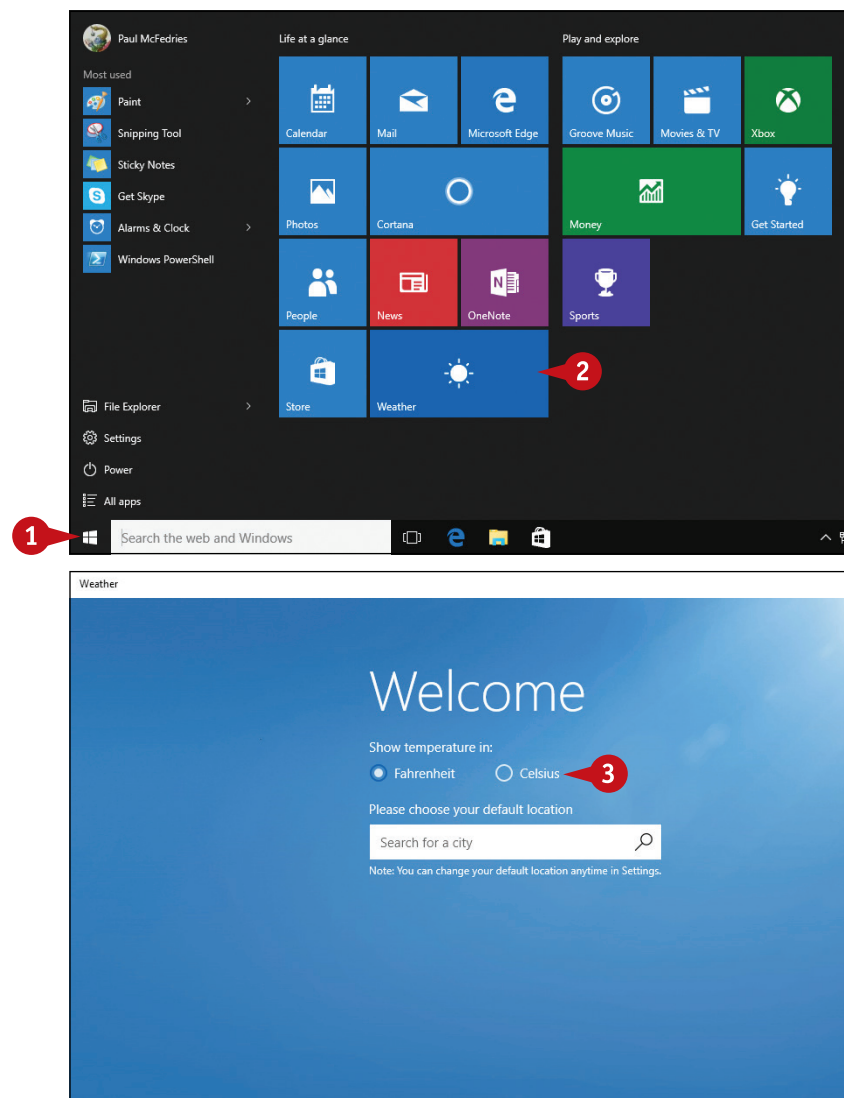 Paul McFedries
Life at a glance
Play and explore
Most used
Paint
Snipping Tool
Sticky Notes
Get Skype
Alarms & Clock
Windows PowerShell
Calendar
Mail
Microsoft Edge
Groove Music
Movies & TV
Xbox
Photos
Cortana
Money
Get Started
People
News
OneNote
Sports
Store
Weather
2
File Explorer
Settings
Power
All apps
1
Search the web and Windows
Weather
Welcome
Show temperature in:
Fahrenheit
Celsius
3
Please choose your default location
Search for a city
Note: You can change your default location anytime in Settings.